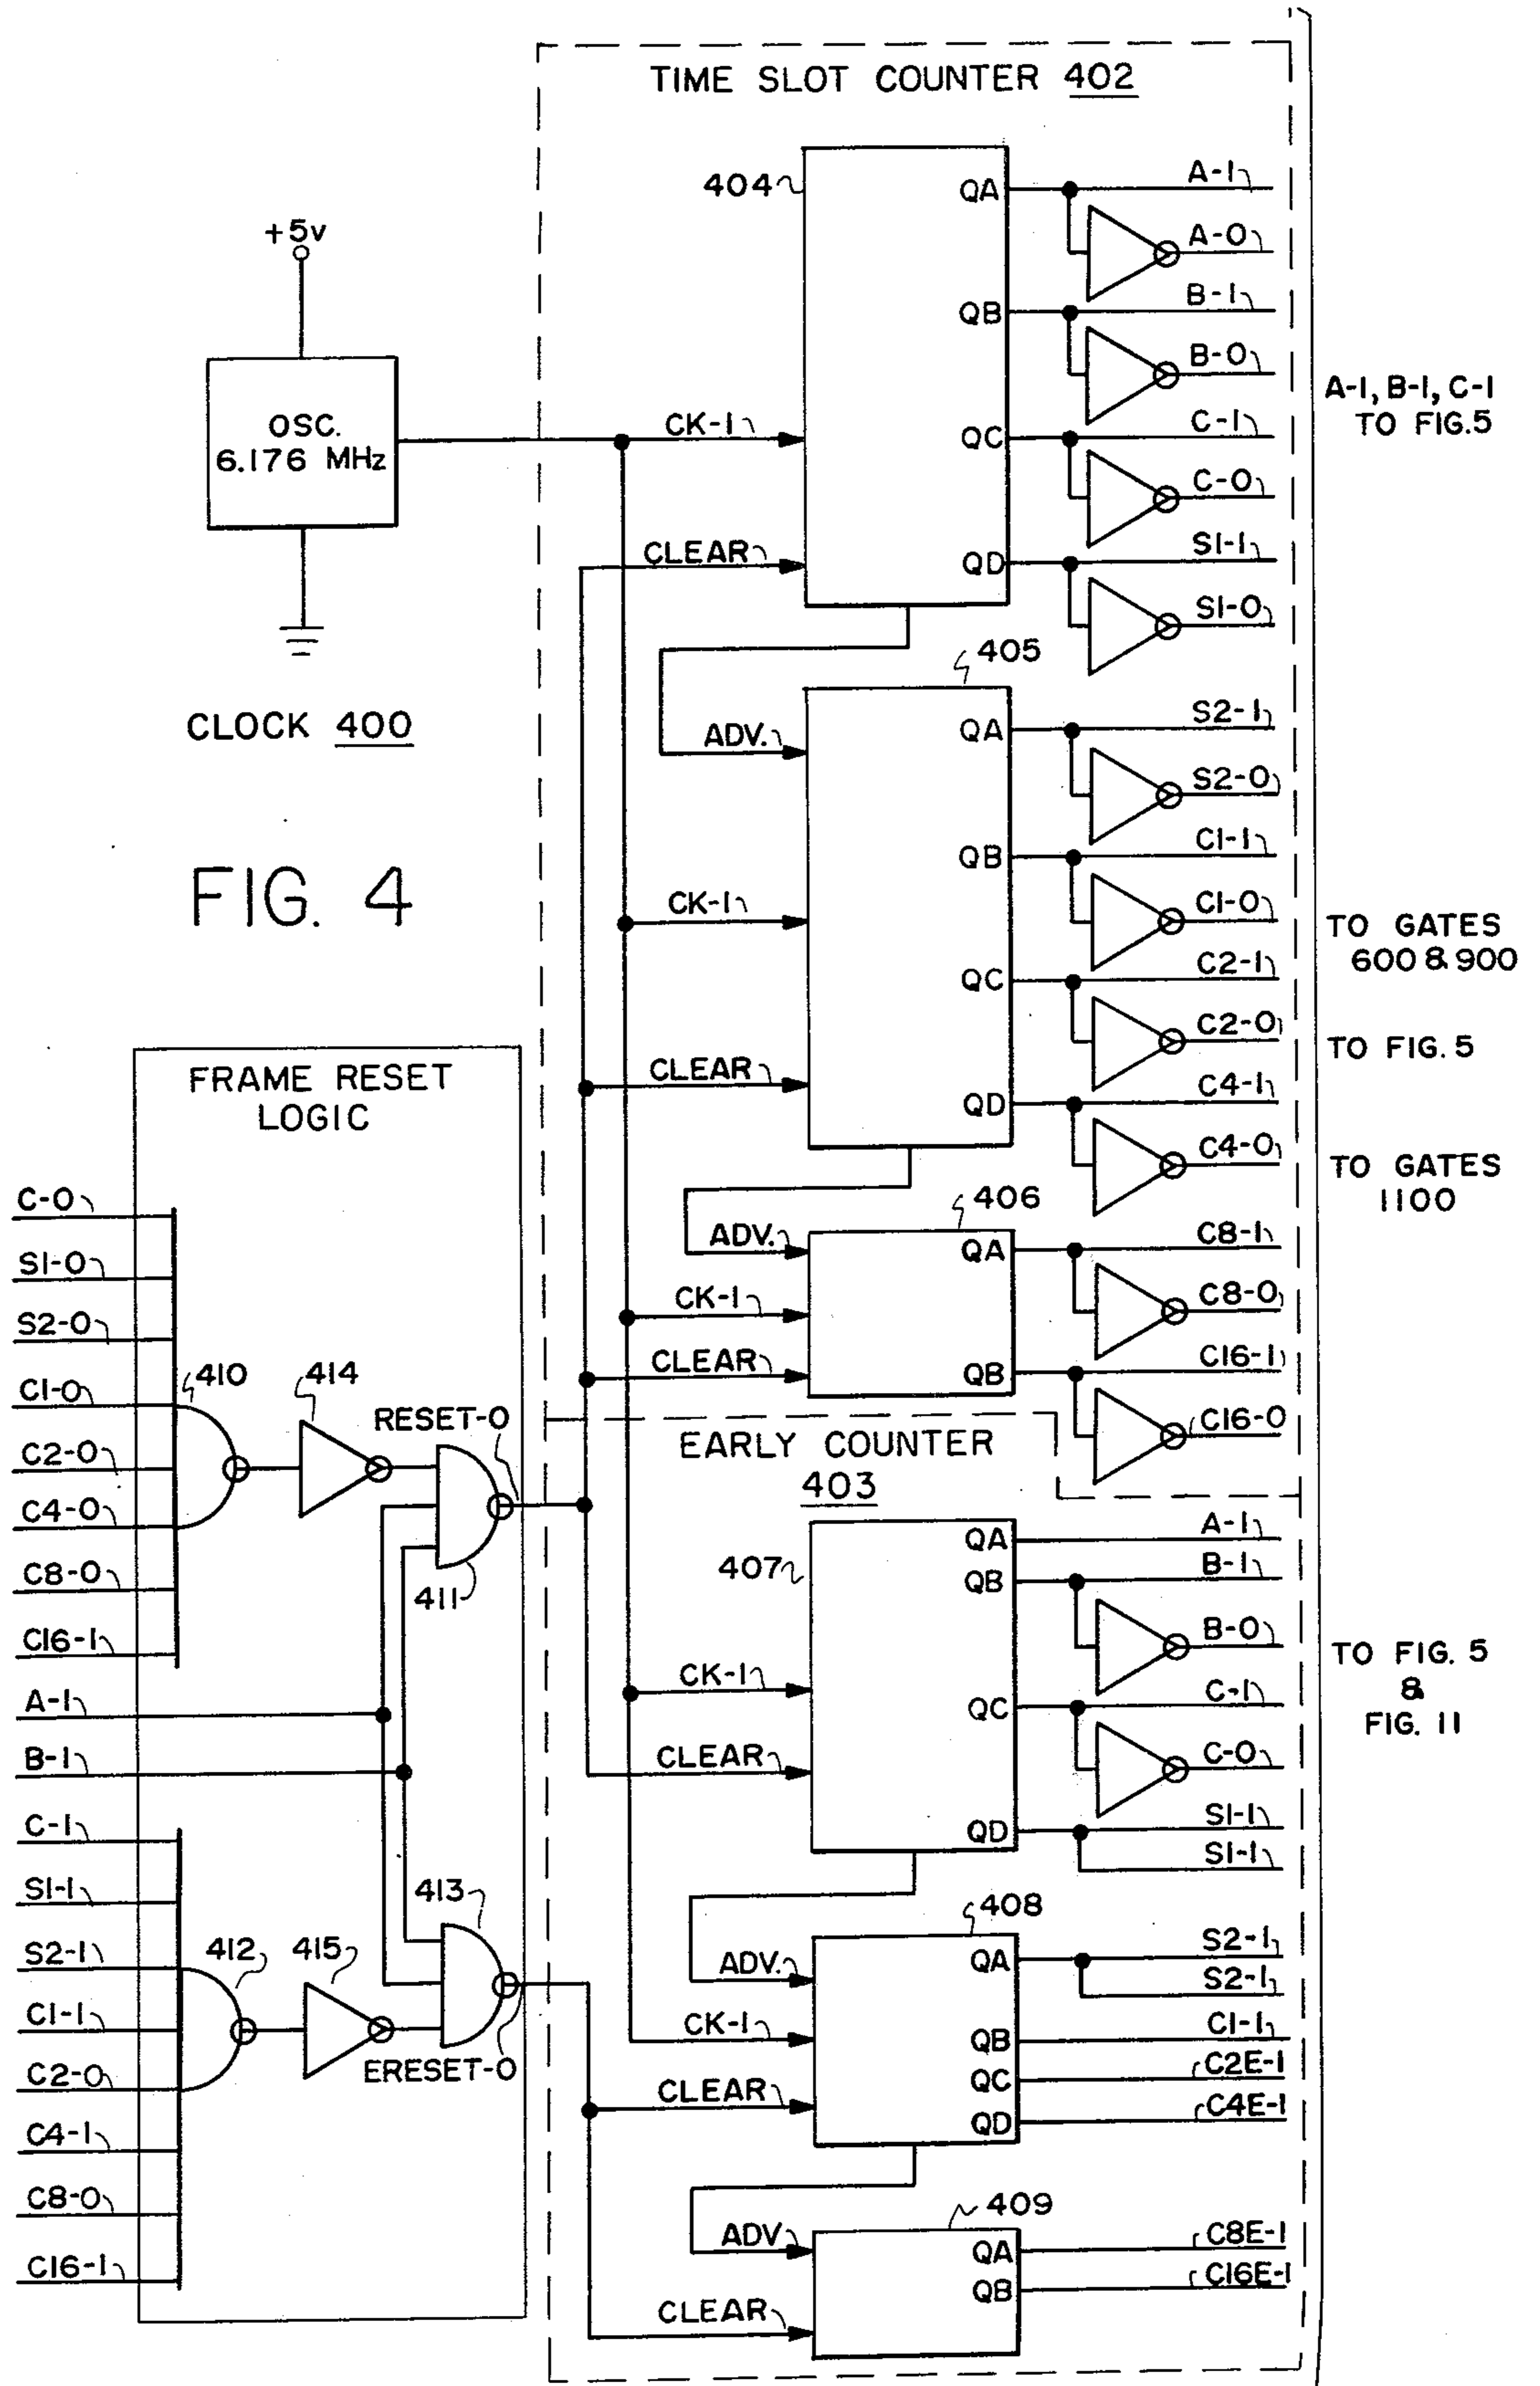 TIME SLOT COUNTER 402
404
QA
A-1
A-0
QB
B-1
B-0
QC
C-1
C-0
QD
S1-1
S1-0
CK-1
CLEAR
+5v
OSC.
6.176 MHz
CLOCK 400
FIG. 4
A-1, B-1, C-1
TO FIG.5
405
ADV.
CK-1
CLEAR
QA
S2-1
S2-0
QB
C1-1
C1-0
QC
C2-1
C2-0
QD
C4-1
C4-0
TO GATES
600 & 900
TO FIG. 5
TO GATES
1100
406
ADV.
CK-1
CLEAR
QA
C8-1
C8-0
QB
C16-1
C16-0
FRAME RESET
LOGIC
C-0
S1-0
S2-0
C1-0
C2-0
C4-0
C8-0
C16-1
A-1
B-1
C-1
S1-1
S2-1
C1-1
C2-0
C4-1
C8-0
C16-1
410
414
RESET-0
411
412
415
413
ERESET-0
EARLY COUNTER
403
407
CK-1
CLEAR
QA
A-1
QB
B-1
B-0
QC
C-1
C-0
QD
S1-1
S1-1
TO FIG. 5
&
FIG. 11
408
ADV.
CK-1
CLEAR
QA
S2-1
S2-1
QB
C1-1
QC
C2E-1
QD
C4E-1
409
ADV
CLEAR
QA
C8E-1
QB
C16E-1